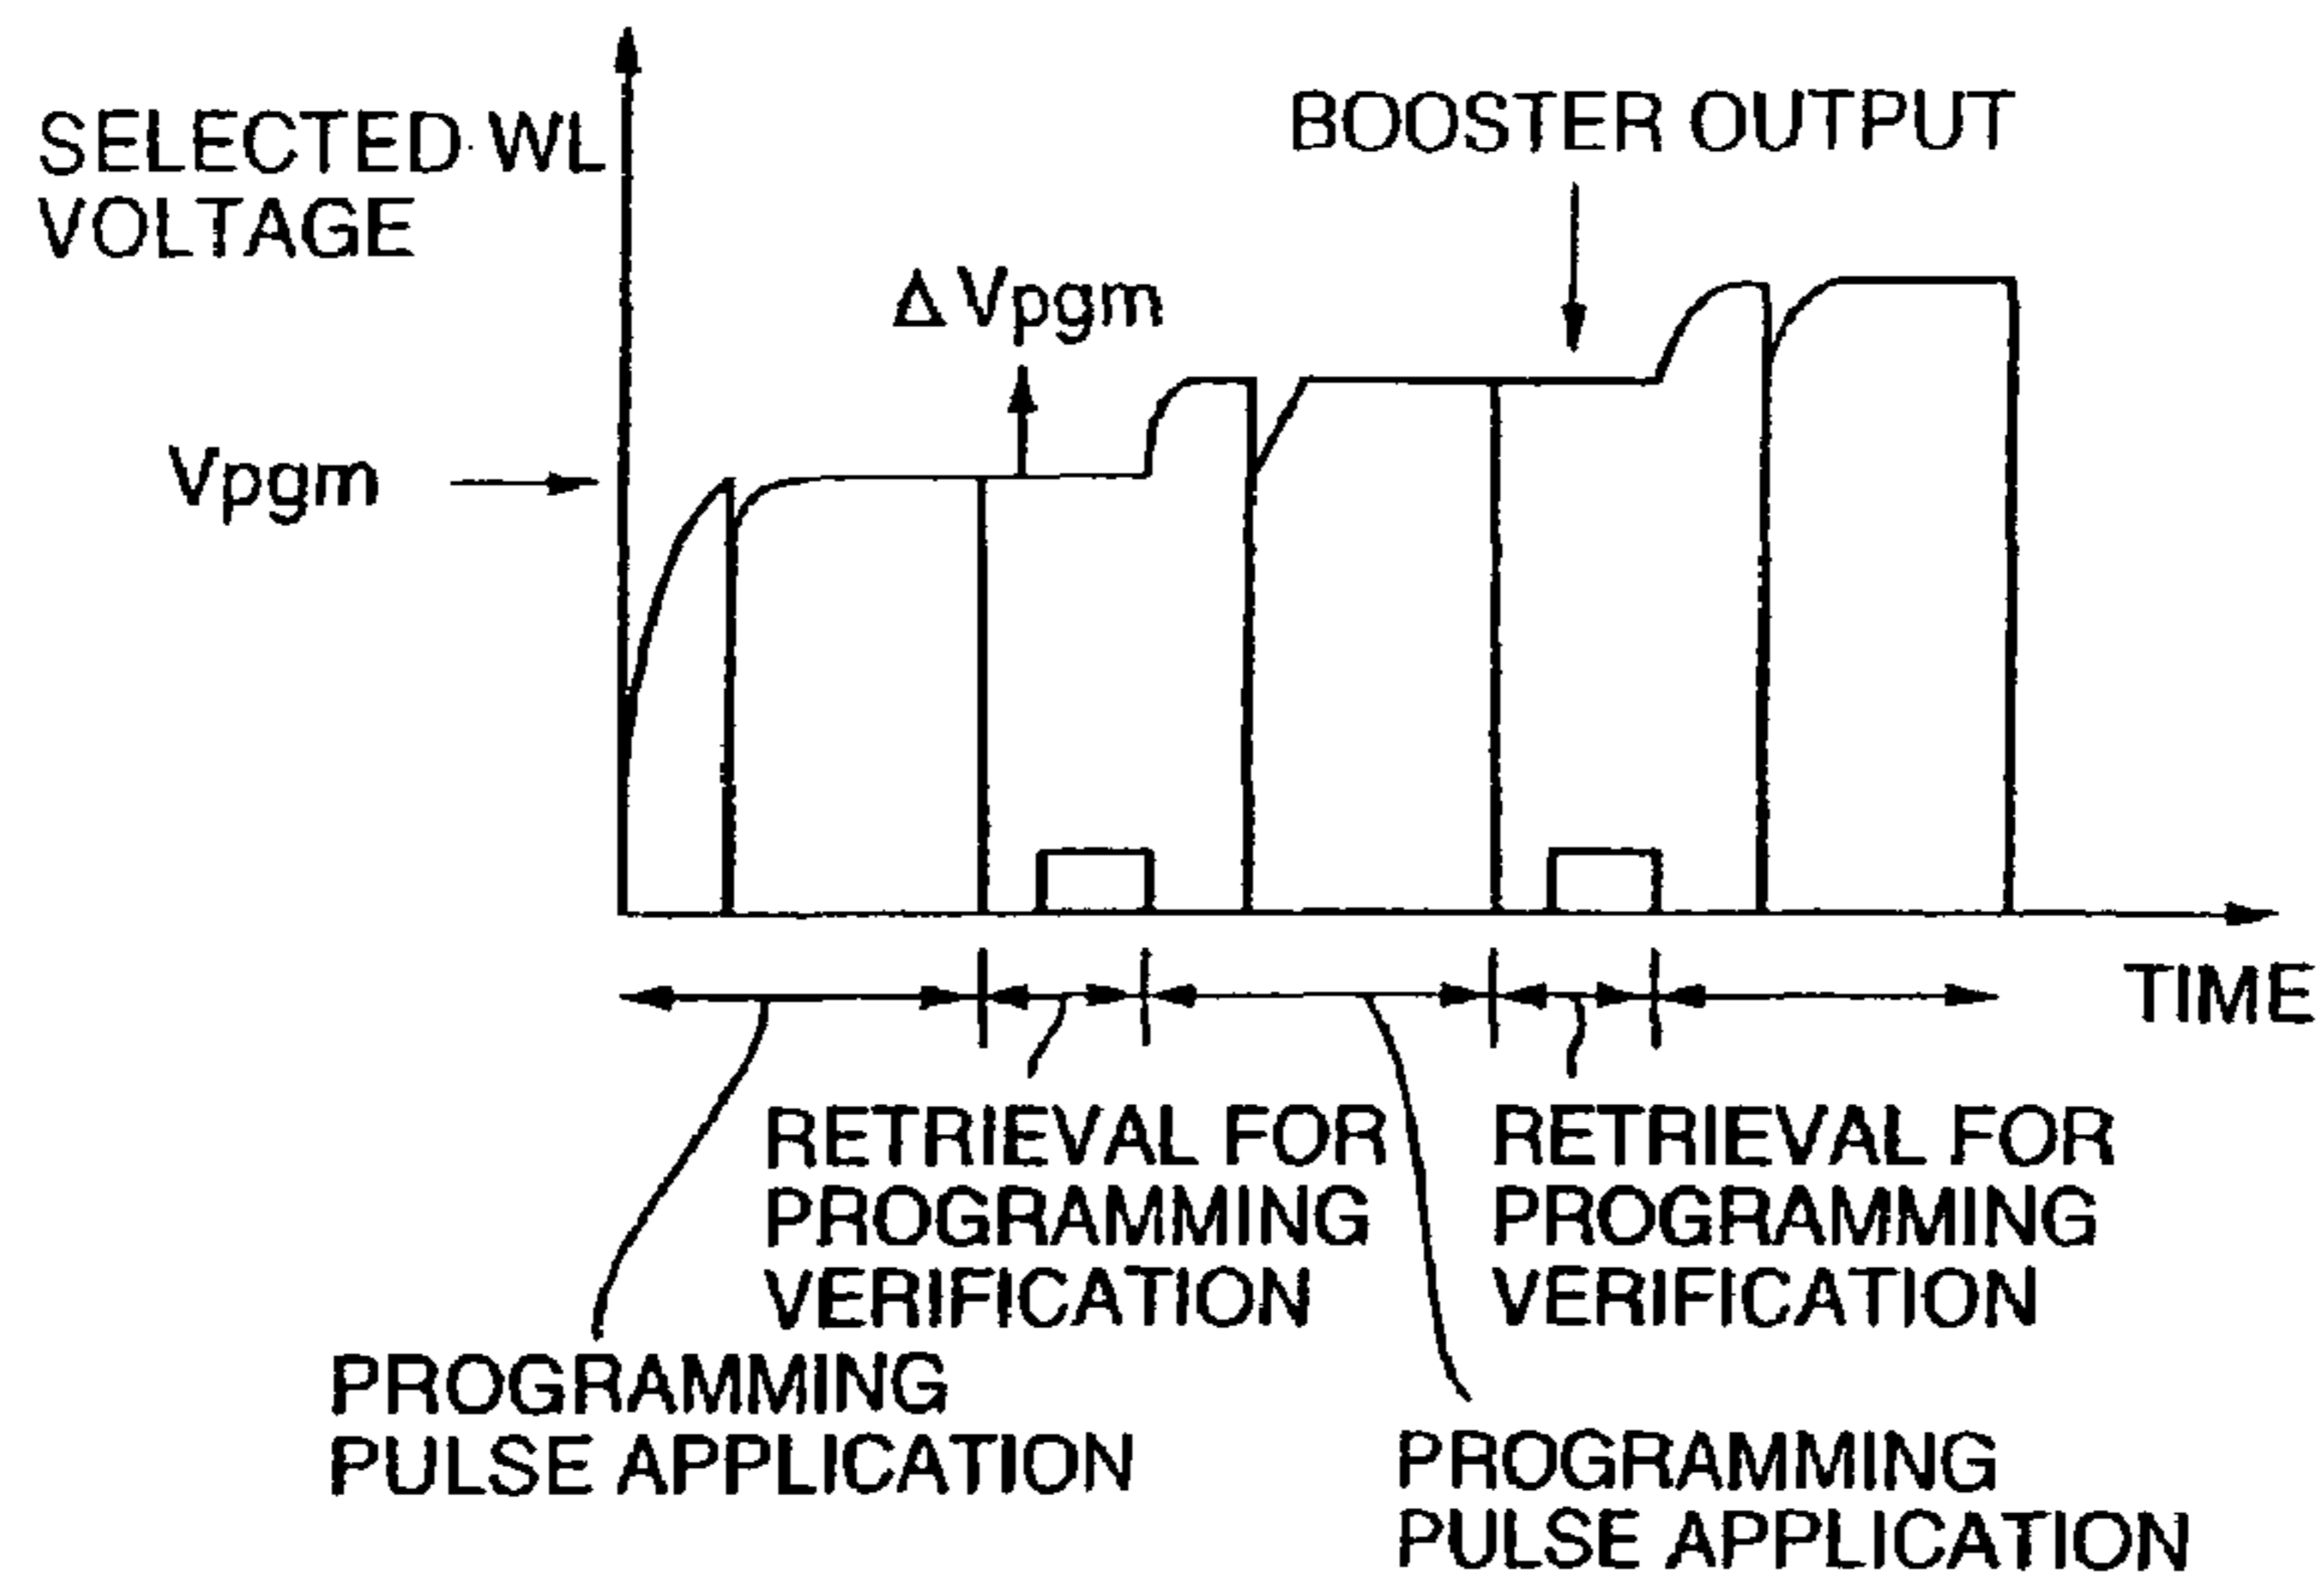 SELECTED WL
VOLTAGE
BOOSTER OUTPUT
Δ Vpgm
Vpgm
TIME
RETRIEVAL FOR
PROGRAMMING
VERIFICATION
RETRIEVAL FOR
PROGRAMMING
VERIFICATION
PROGRAMMING
PULSE APPLICATION
PROGRAMMING
PULSE APPLICATION